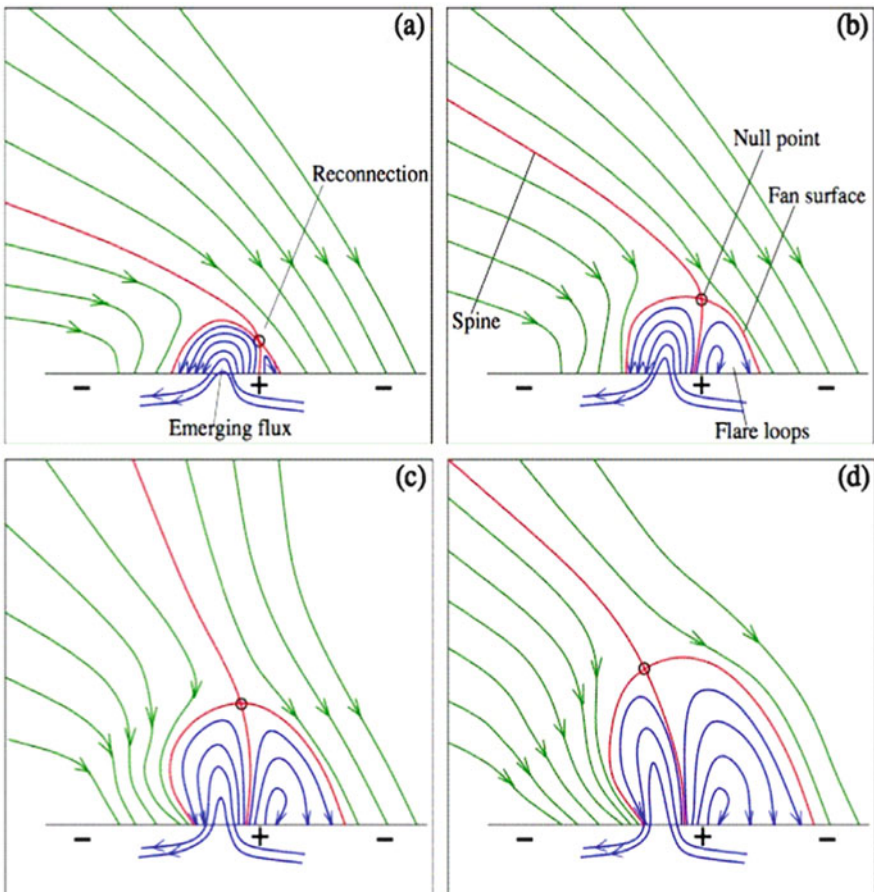 (a)
Reconnection
− + −
Emerging flux
(b)
Null point
Fan surface
Spine
− + −
Flare loops
(c)
− + −
(d)
− + −